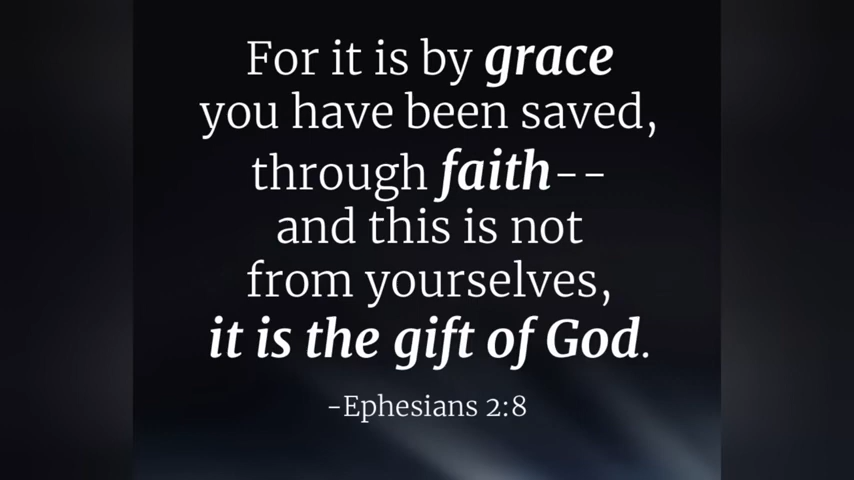 For it is by grace
you have been saved,
through faith--
and this is not
from yourselves,
it is the gift of God.
-Ephesians 2:8